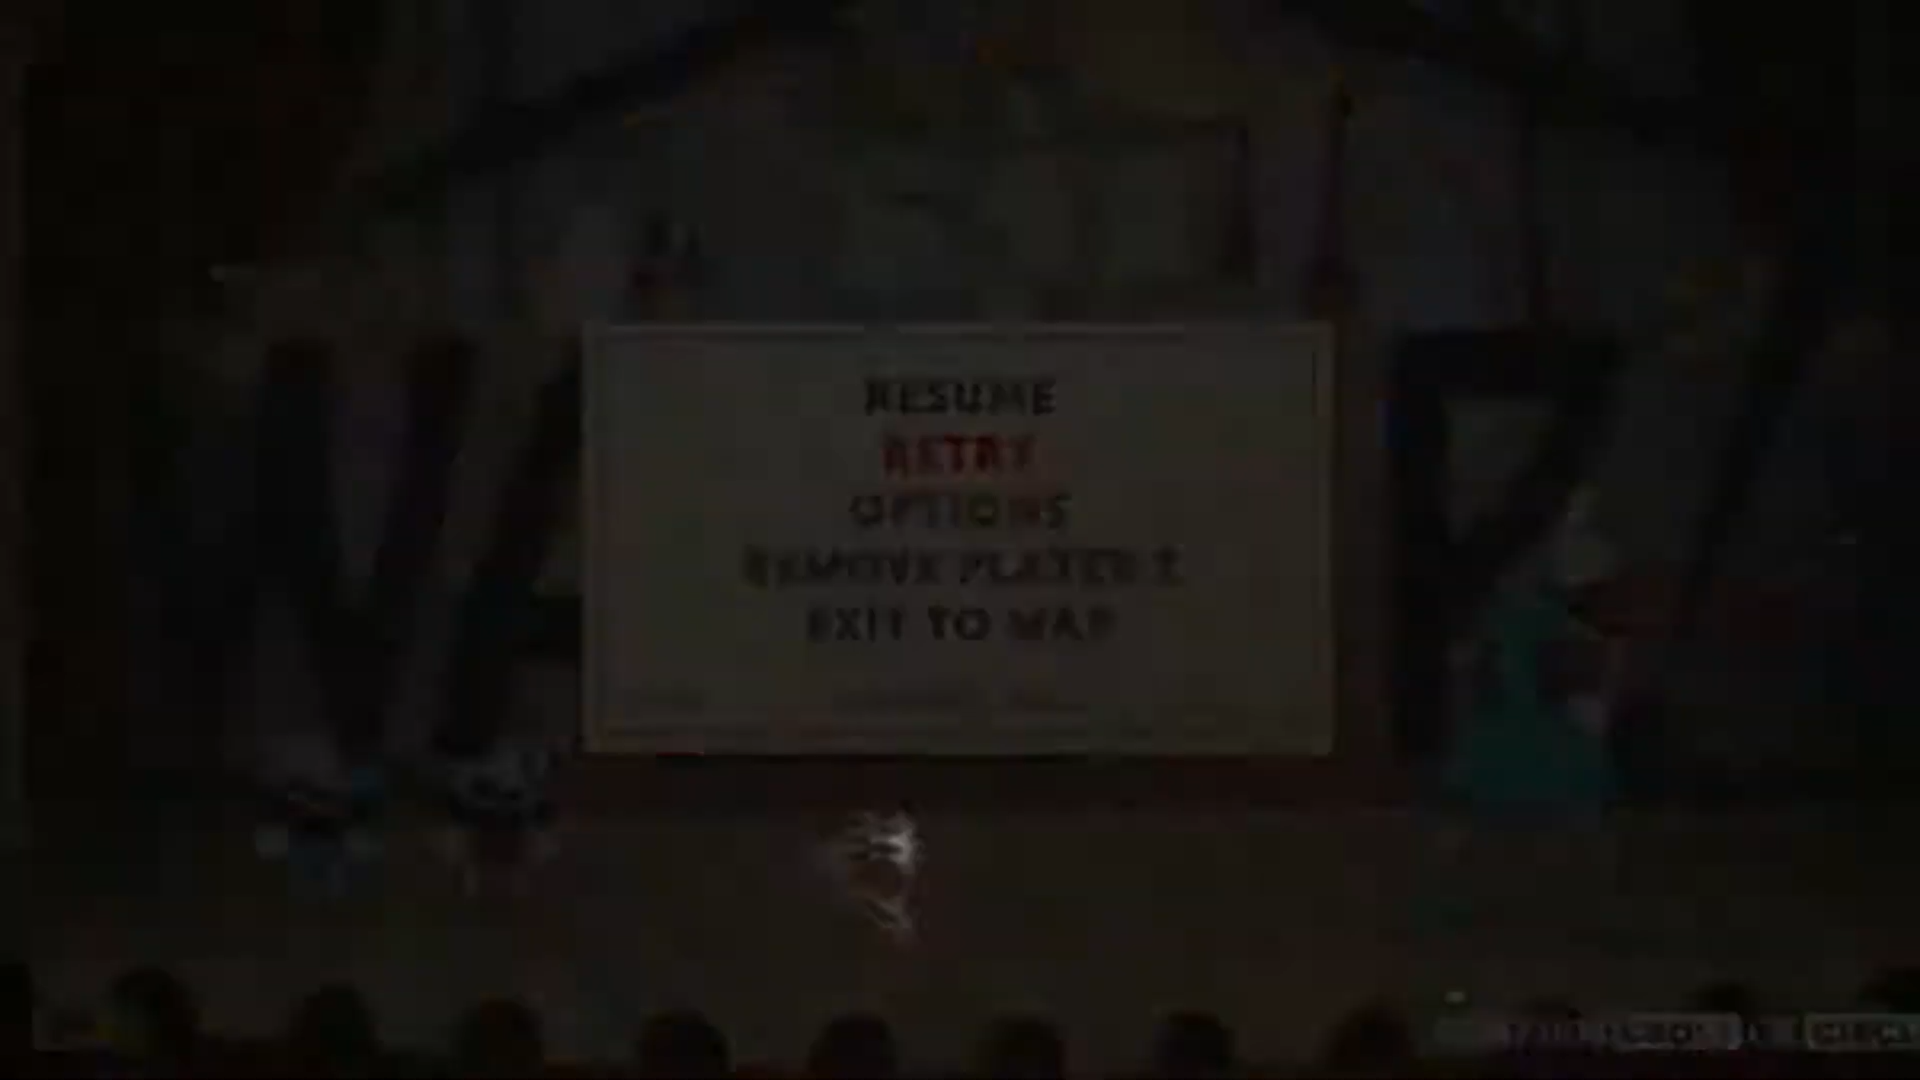 RESUME
RETRY
OPTIONS
REMOVE PLAYER 2
EXIT TO MAP